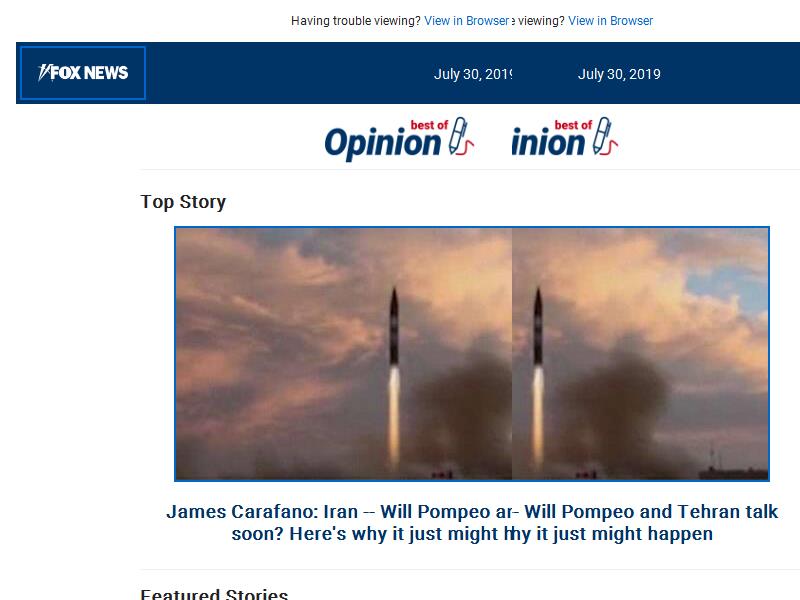 Having trouble viewing? View in Browser e viewing? View in Browser
FOX NEWS
July 30, 2019 July 30, 2019
best of best of
Opinion inion
Top Story
James Carafano: Iran -- Will Pompeo ar- Will Pompeo and Tehran talk
soon? Here's why it just might hy it just might happen
Featured Stories